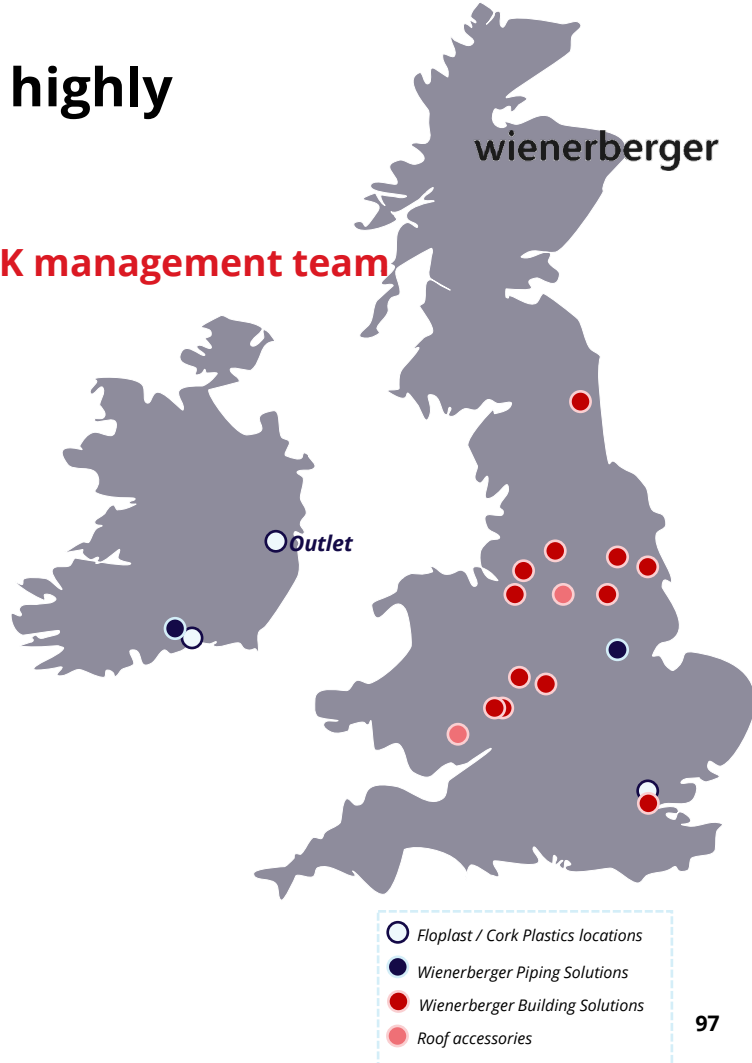 highly
wienerberger
K management team
Outlet
Floplast / Cork Plastics locations
Wienerberger Piping Solutions
Wienerberger Building Solutions
Roof accessories
97